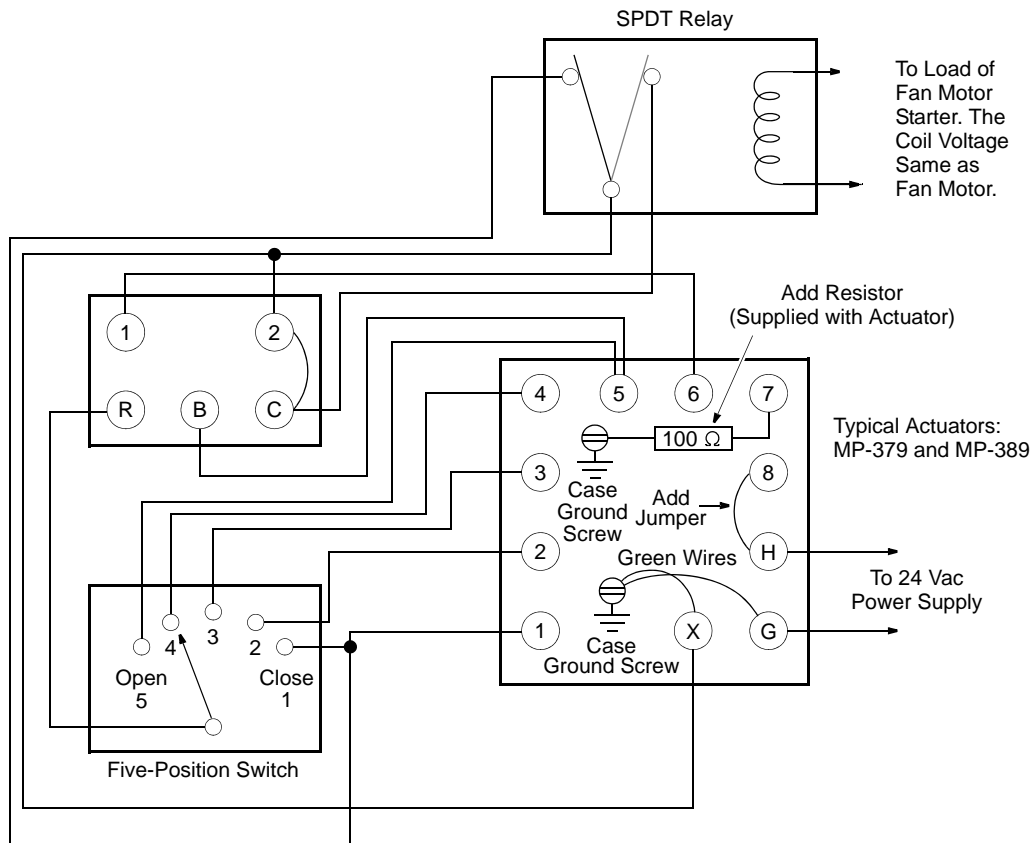 SPDT Relay
To Load of
Fan Motor
Starter. The
Coil Voltage
Same as
Fan Motor.
1
2
R
B
C
Add Resistor
(Supplied with Actuator)
4
5
6
7
100 Ω
Typical Actuators:
MP-379 and MP-389
3
Case
Ground
Screw
Add
Jumper
8
2
Green Wires
H
To 24 Vac
Power Supply
1
Case
Ground Screw
X
G
4
3
2
Open
5
Close
1
Five-Position Switch